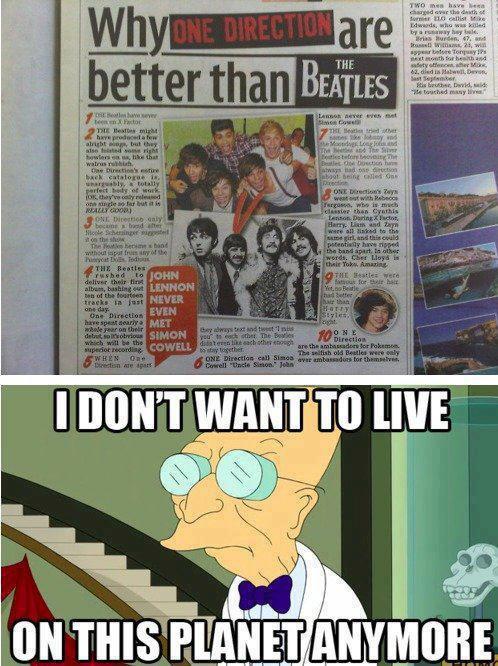 Why ONE DIRECTION are
better than THE BEATLES
TWO men have been
charged over the death of
former ELO cellist Mike
Edwards, who was killed
by a runaway hay bale.
Brian Burden, 47, and
Russell Williams, 23, will
appear before Torquay JPs
next month for health and
safety offences, after Mike,
62, died in Halwell, Devon,
last September.
His brother, David, said:
"He touched many lives."
1 THE Beatles have never
been on X Factor.
2 THE Beatles might
have produced a few
alright songs, but they
also foisted some right
howlers on us, like that
walrus rubbish.
One Direction's entire
back catalogue is,
unarguably, a totally
perfect body of work
(OK, they've only released
one single so far but it is
REALLY GOOD)
3 ONE Direction only
became a band after
Nicole Scherzinger suggested
it on the show.
The Beatles became a band
without input from any of the
Pussycat Dolls. Tedious.
4 THE Beatles
rushed to
deliver their first
album, bashing out
ten of the fourteen
tracks in just
one day.
One Direction
have spent nearly a
whole year on their
debut, so it's obvious
which will be the
superior recording.
5 WHEN One
Direction are apart
JOHN
LENNON
NEVER
EVEN
MET
SIMON
COWELL
they always text and tweet "I miss
you" to each other. The Beatles
didn't even like each other enough
to stay together.
6 ONE Direction call Simon
Cowell "Uncle Simon." John
Lennon never even met
Simon Cowell!
7 THE Beatles tried other
names like Johnny and
the Moondogs, Long John and
The Beetles and The Silver
Beetles before becoming The
Beatles. One Direction have
always had one direction
about being called One
Direction.
8 ONE Direction's Zayn
went out with Rebecca
Ferguson, who is much
classier than Cynthia
Lennon. During X Factor,
Harry, Liam and Zayn
were all linked to the
same girl, and this could
potentially have ripped
the band apart. In other
words, Cher Lloyd is
their Yoko. Amazing.
9 THE Beatles were
famous for their hair.
had better
hair than
Harry
Styles,
right.
10 ONE
Direction
are the ambassadors for Pokemon.
The selfish old Beatles were only
ever ambassadors for themselves.
I DON'T WANT TO LIVE
ON THIS PLANET ANYMORE